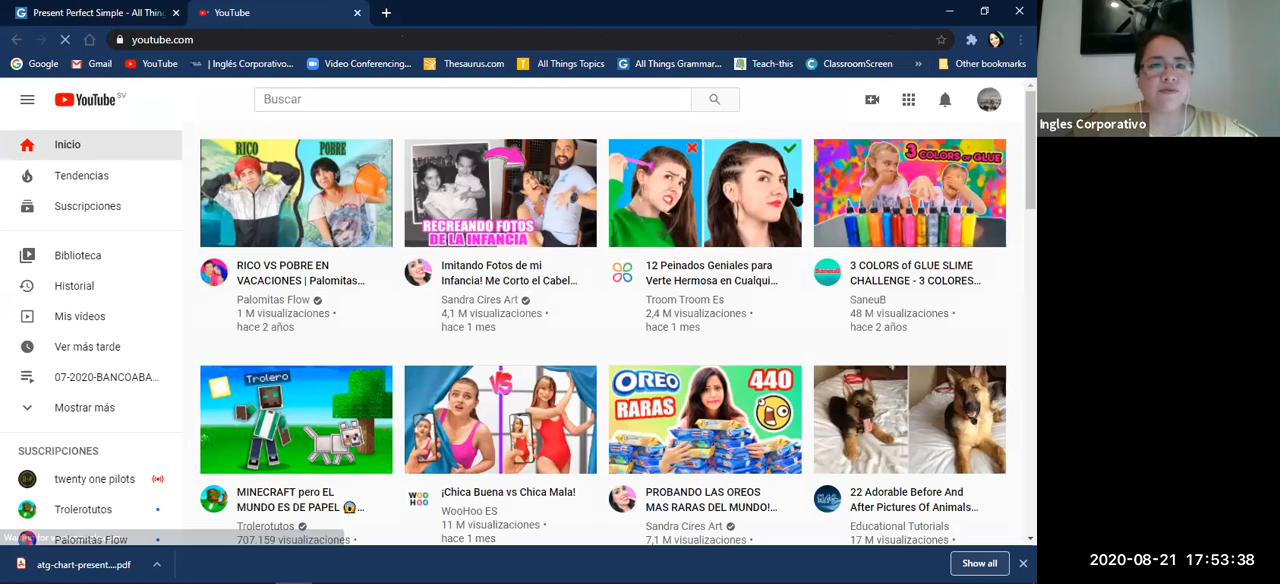 Present Perfect Simple - All Thing
YouTube
youtube.com
Google
Gmail
YouTube
| Inglés Corporativo...
Video Conferencing...
Thesaurus.com
All Things Topics
All Things Grammar...
Teach-this
ClassroomScreen
Other bookmarks
Ingles Corporativo
YouTube SV
Buscar
Inicio
Tendencias
Suscripciones
Biblioteca
Historial
Mis vídeos
Ver más tarde
07-2020-BANCOABA...
Mostrar más
SUSCRIPCIONES
twenty one pilots
Trolerotutos
Palomitas Flow
RICO
POBRE
RICO VS POBRE EN
VACACIONES | Palomitas...
Palomitas Flow
1 M visualizaciones •
hace 2 años
RECREANDO FOTOS
DE LA INFANCIA
Imitando Fotos de mi
Infancia! Me Corto el Cabel...
Sandra Cires Art
4,1 M visualizaciones •
hace 1 mes
12 Peinados Geniales para
Verte Hermosa en Cualqui...
Troom Troom Es
2,4 M visualizaciones •
hace 1 mes
3 COLORS OF GLUE
SaneuB
3 COLORS of GLUE SLIME
CHALLENGE - 3 COLORES...
SaneuB
48 M visualizaciones •
hace 2 años
Trolero
MINECRAFT pero EL
MUNDO ES DE PAPEL 😱...
Trolerotutos
707.159 visualizaciones •
VS
WOO
HOO
¡Chica Buena vs Chica Mala!
WooHoo ES
11 M visualizaciones •
hace 1 mes
OREO
RARAS
440
PROBANDO LAS OREOS
MAS RARAS DEL MUNDO!...
Sandra Cires Art
7,1 M visualizaciones •
22 Adorable Before And
After Pictures Of Animals...
Educational Tutorials
17 M visualizaciones •
atg-chart-present....pdf
Show all
2020-08-21 17:53:38